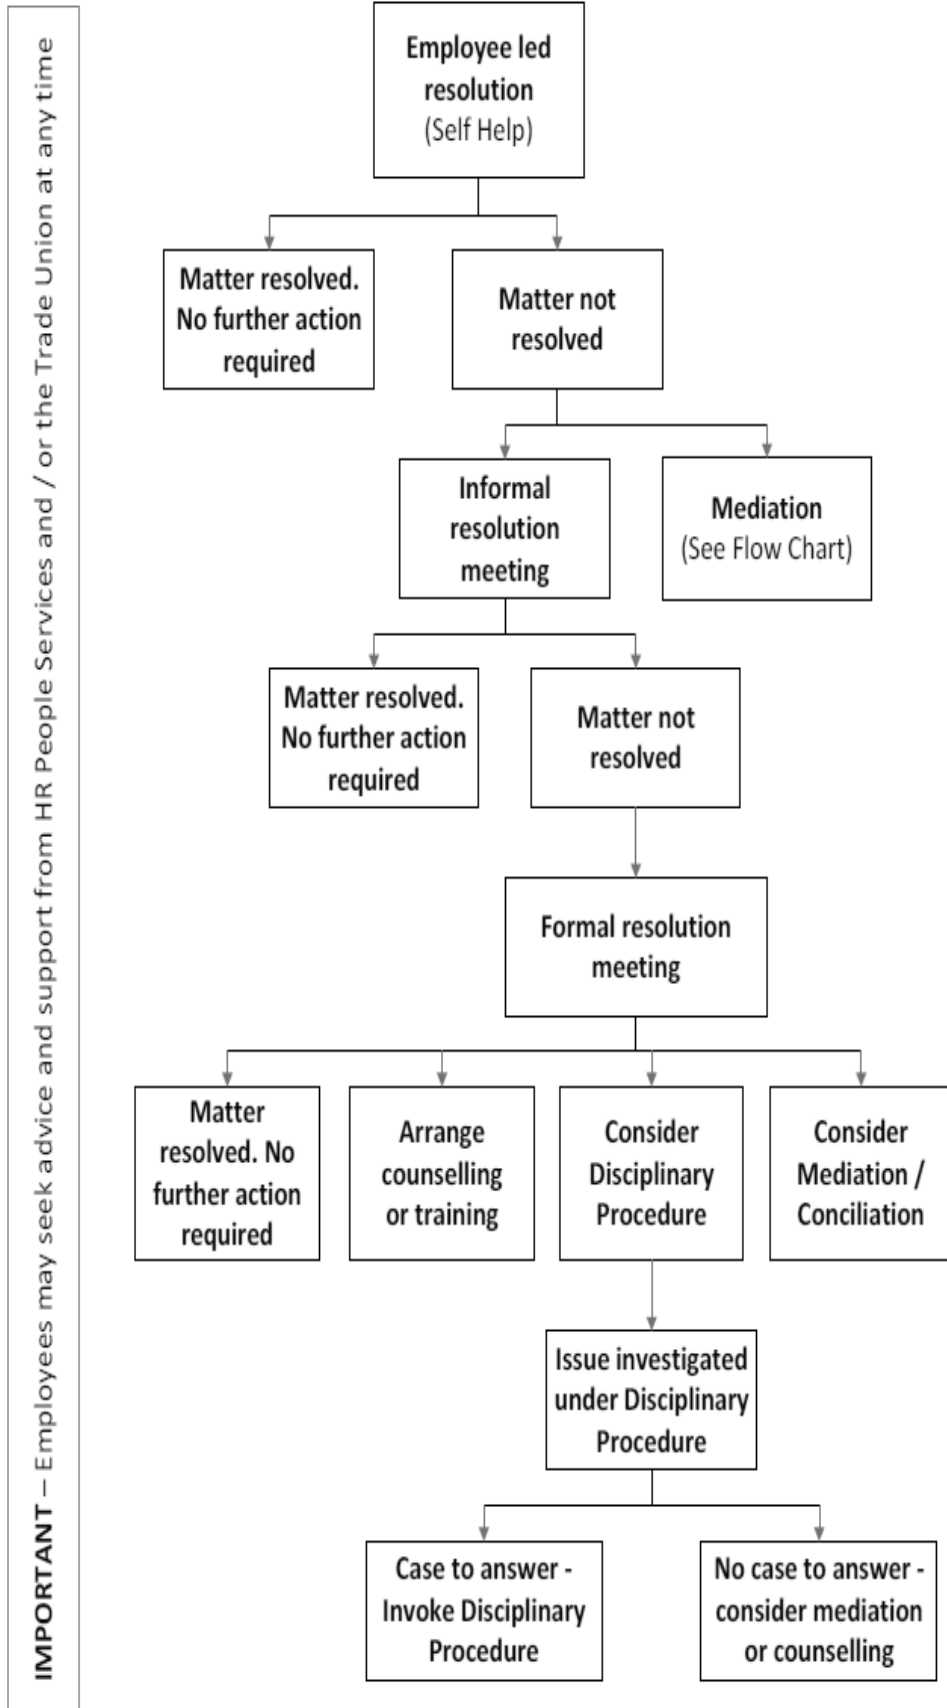 IMPORTANT – Employees may seek advice and support from HR People Services and / or the Trade Union at any time
Employee led
resolution
(Self Help)
Matter resolved.
No further action
required
Matter not
resolved
Informal
resolution
meeting
Mediation
(See Flow Chart)
Matter resolved.
No further action
required
Matter not
resolved
Formal resolution
meeting
Matter
resolved. No
further action
required
Arrange
counselling
or training
Consider
Disciplinary
Procedure
Consider
Mediation /
Conciliation
Issue investigated
under Disciplinary
Procedure
Case to answer -
Invoke Disciplinary
Procedure
No case to answer -
consider mediation
or counselling